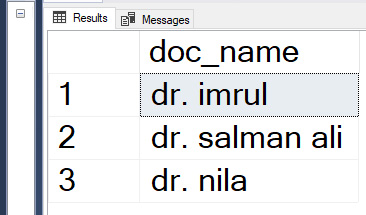 Results Messages
doc_name
1 dr. imrul
2 dr. salman ali
3 dr. nila